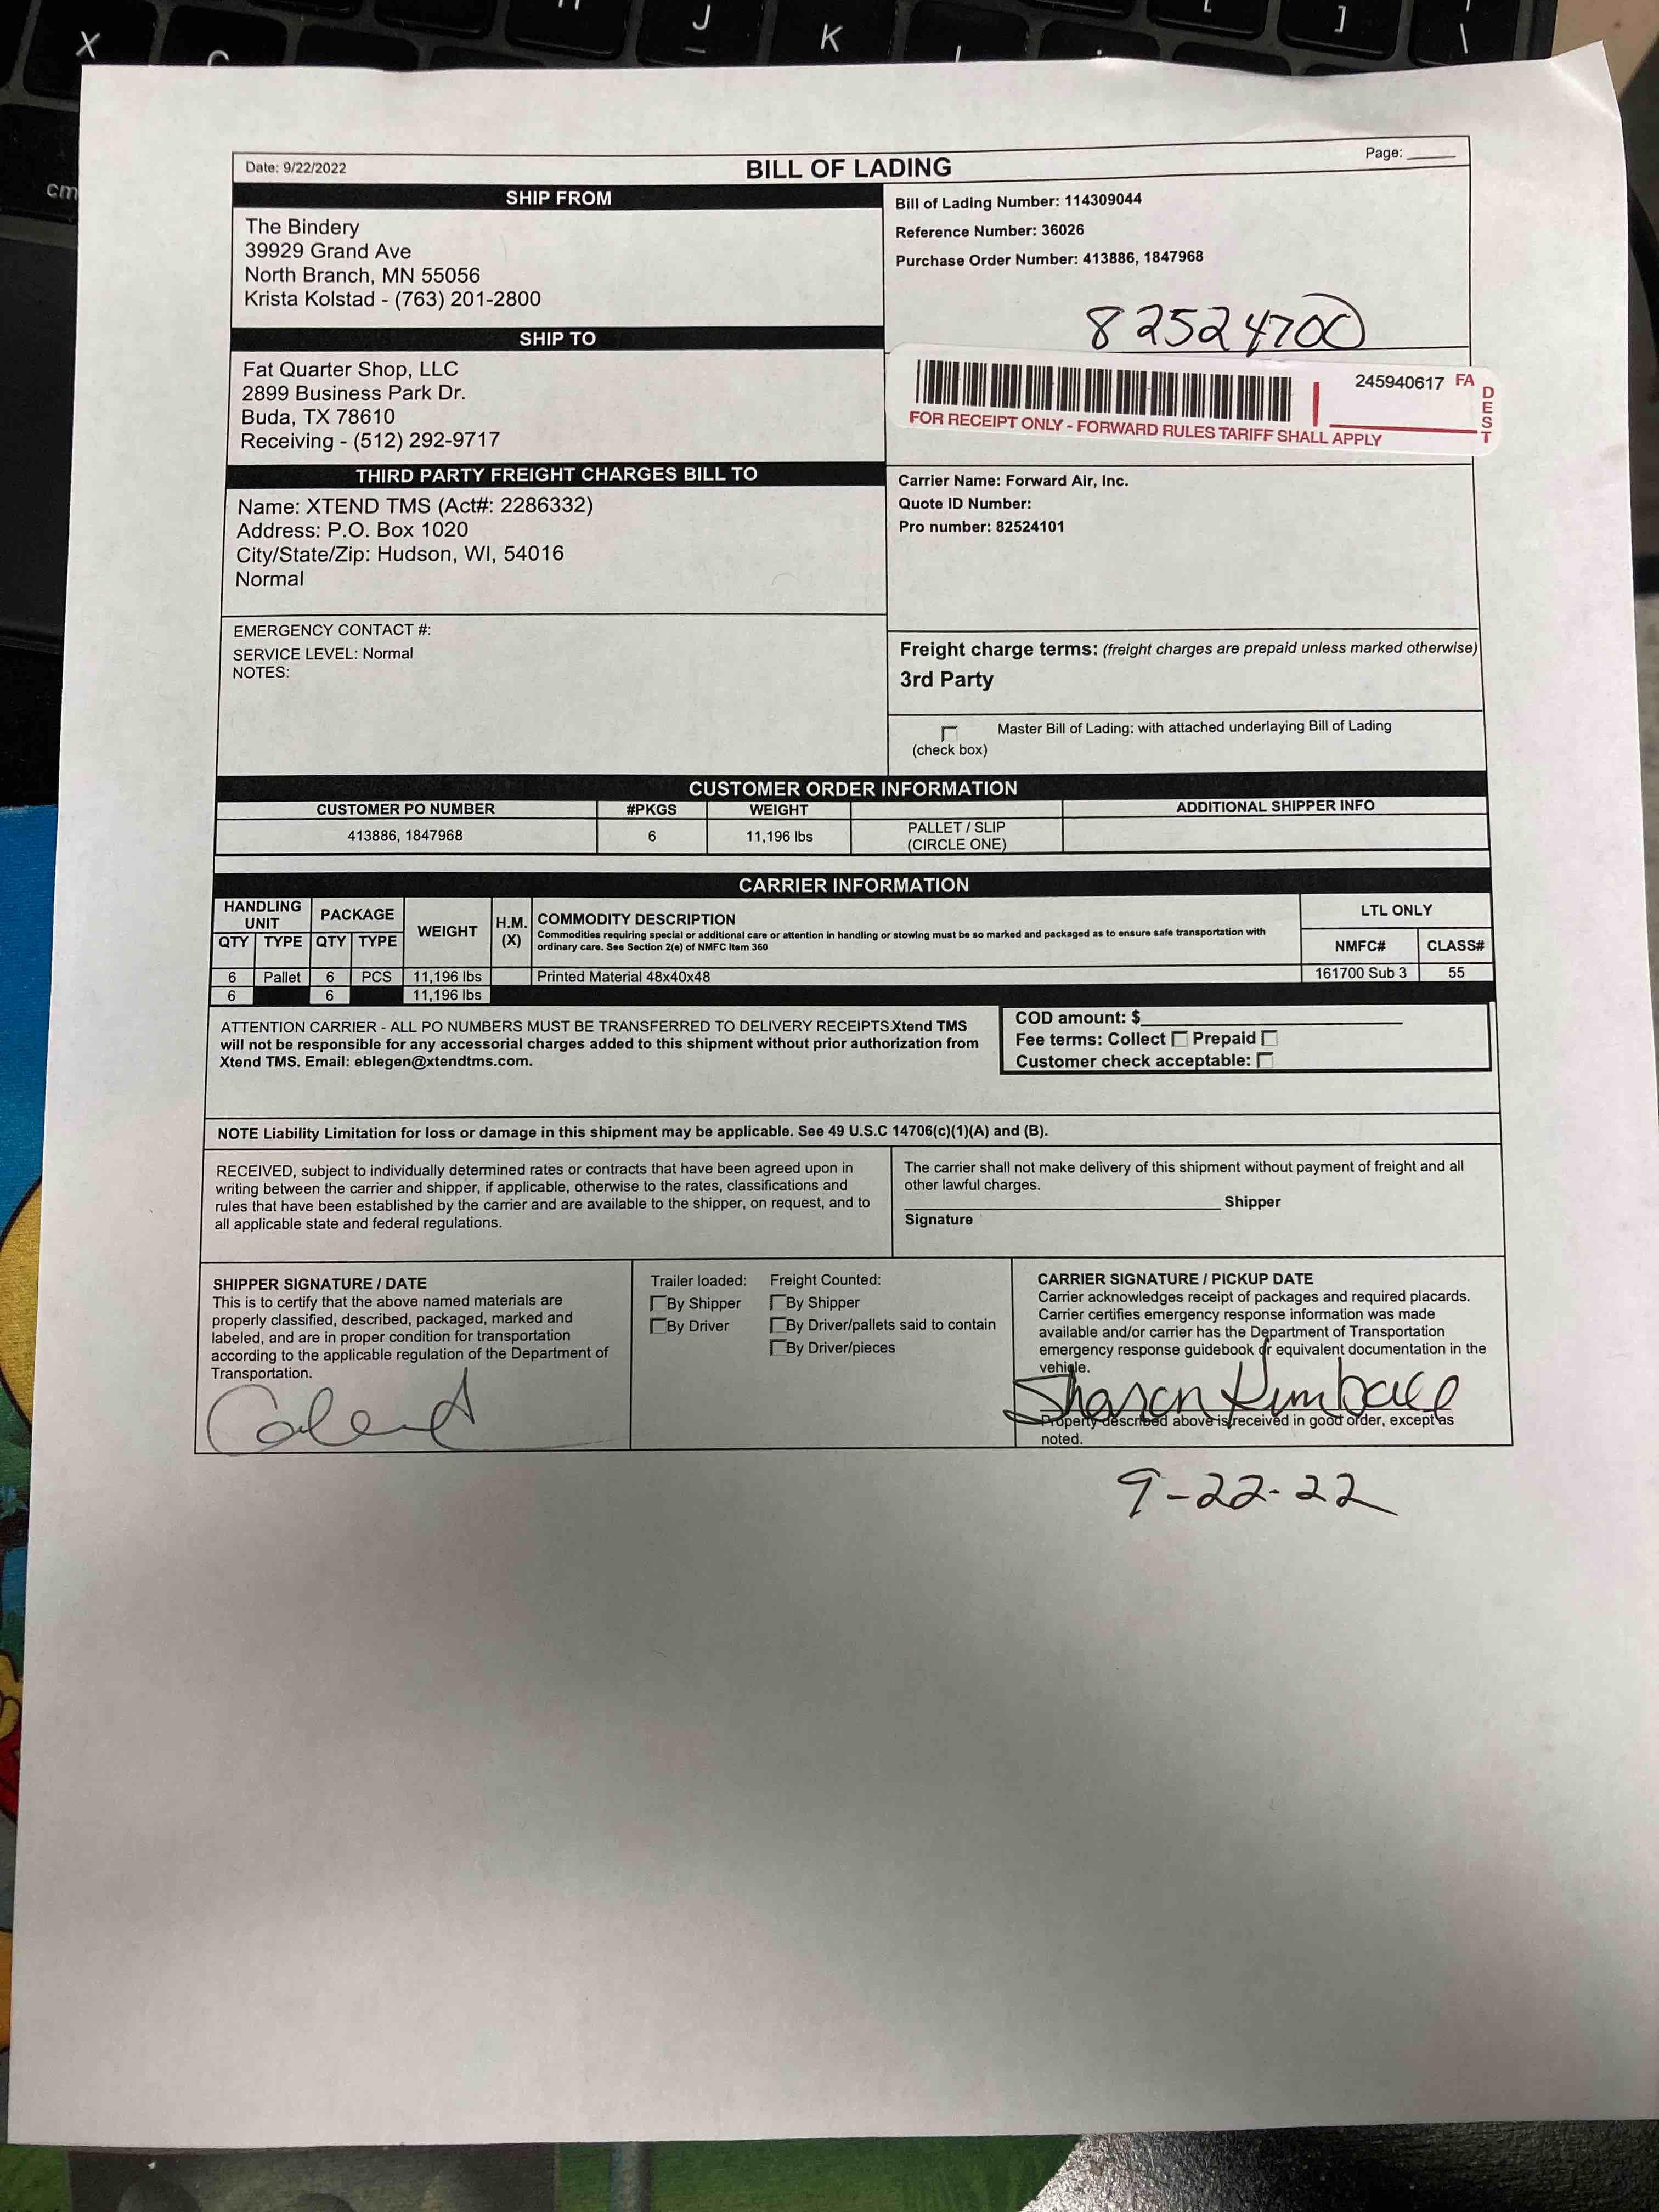 X
J
K
L
]
\
cm
Date: 9/22/2022
BILL OF LADING
Page:
SHIP FROM
The Bindery
39929 Grand Ave
North Branch, MN 55056
Krista Kolstad - (763) 201-2800
Bill of Lading Number: 114309044
Reference Number: 36026
Purchase Order Number: 413886, 1847968
82524700
SHIP TO
Fat Quarter Shop, LLC
2899 Business Park Dr.
Buda, TX 78610
Receiving - (512) 292-9717
245940617 FA
DEST
FOR RECEIPT ONLY - FORWARD RULES TARIFF SHALL APPLY
THIRD PARTY FREIGHT CHARGES BILL TO
Name: XTEND TMS (Act#: 2286332)
Address: P.O. Box 1020
City/State/Zip: Hudson, WI, 54016
Normal
Carrier Name: Forward Air, Inc.
Quote ID Number:
Pro number: 82524101
EMERGENCY CONTACT #:
SERVICE LEVEL: Normal
NOTES:
Freight charge terms: (freight charges are prepaid unless marked otherwise)
3rd Party
Master Bill of Lading: with attached underlaying Bill of Lading
(check box)
CUSTOMER ORDER INFORMATION
CUSTOMER PO NUMBER #PKGS WEIGHT ADDITIONAL SHIPPER INFO
413886, 1847968 6 11,196 lbs PALLET / SLIP
(CIRCLE ONE)
CARRIER INFORMATION
HANDLING UNIT PACKAGE WEIGHT H.M. (X) COMMODITY DESCRIPTION LTL ONLY
Commodities requiring special or additional care or attention in handling or stowing must be so marked and packaged as to ensure safe transportation with
ordinary care. See Section 2(e) of NMFC Item 360
QTY TYPE QTY TYPE NMFC# CLASS#
6 Pallet 6 PCS 11,196 lbs Printed Material 48x40x48 161700 Sub 3 55
6 6 11,196 lbs
ATTENTION CARRIER - ALL PO NUMBERS MUST BE TRANSFERRED TO DELIVERY RECEIPTS.Xtend TMS
will not be responsible for any accessorial charges added to this shipment without prior authorization from
Xtend TMS. Email: eblegen@xtendtms.com.
COD amount: $
Fee terms: Collect Prepaid
Customer check acceptable:
NOTE Liability Limitation for loss or damage in this shipment may be applicable. See 49 U.S.C 14706(c)(1)(A) and (B).
RECEIVED, subject to individually determined rates or contracts that have been agreed upon in
writing between the carrier and shipper, if applicable, otherwise to the rates, classifications and
rules that have been established by the carrier and are available to the shipper, on request, and to
all applicable state and federal regulations.
The carrier shall not make delivery of this shipment without payment of freight and all
other lawful charges.
Shipper
Signature
SHIPPER SIGNATURE / DATE
This is to certify that the above named materials are
properly classified, described, packaged, marked and
labeled, and are in proper condition for transportation
according to the applicable regulation of the Department of
Transportation.
Trailer loaded:
By Shipper
By Driver
Freight Counted:
By Shipper
By Driver/pallets said to contain
By Driver/pieces
CARRIER SIGNATURE / PICKUP DATE
Carrier acknowledges receipt of packages and required placards.
Carrier certifies emergency response information was made
available and/or carrier has the Department of Transportation
emergency response guidebook or equivalent documentation in the
vehicle.
Sharon Kimball
Property described above is received in good order, except as
noted.
9-22-22